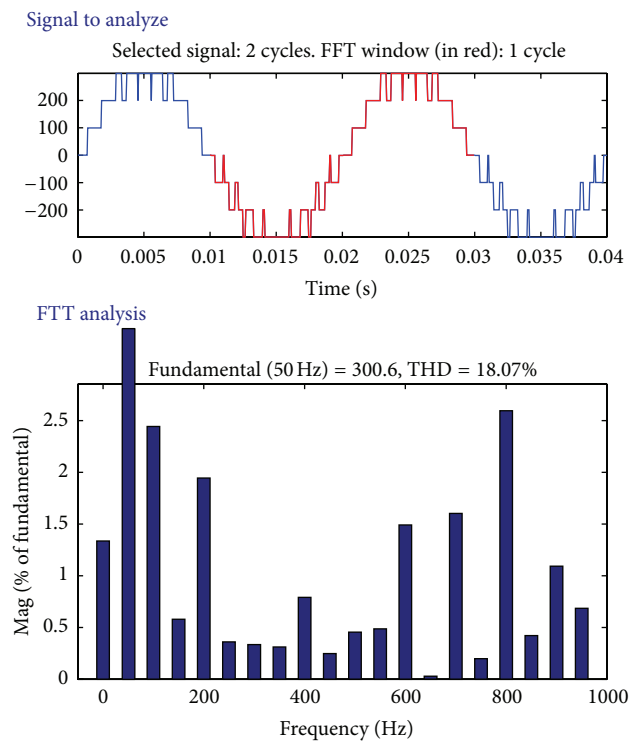 Signal to analyze
Selected signal: 2 cycles. FFT window (in red): 1 cycle
200
100
0
−100
−200
0 0.005 0.01 0.015 0.02 0.025 0.03 0.035 0.04
Time (s)
FTT analysis
Fundamental (50 Hz) = 300.6, THD = 18.07%
Mag (% of fundamental)
2.5
2
1.5
1
0.5
0
0 200 400 600 800 1000
Frequency (Hz)